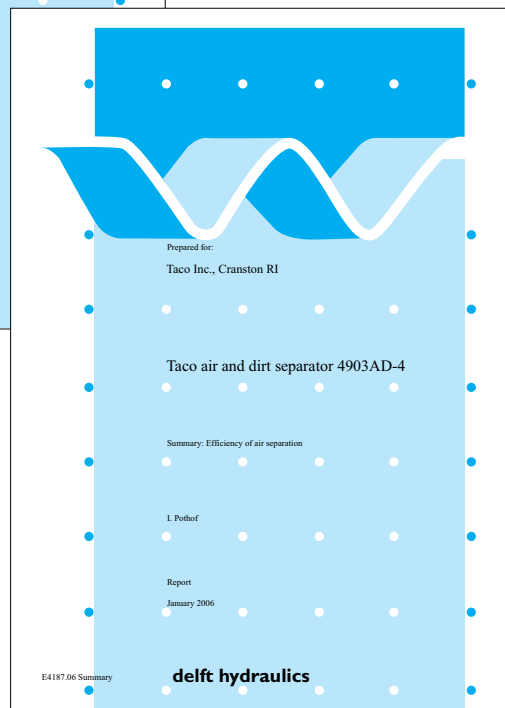 Prepared for:
Taco Inc., Cranston RI
Taco air and dirt separator 4903AD-4
Summary: Efficiency of air separation
I. Pothof
Report
January 2006
E4187.06 Summary
delft hydraulics